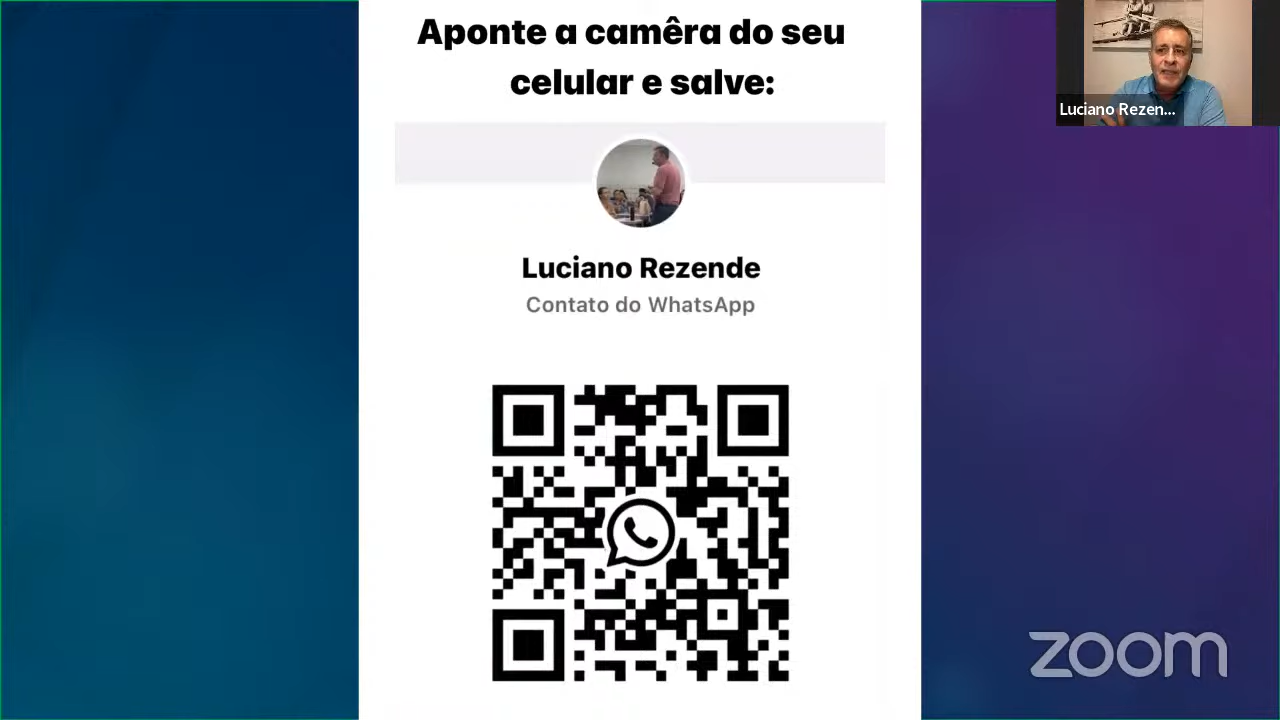 Aponte a camêra do seu
celular e salve:
Luciano Rezen...
Luciano Rezende
Contato do WhatsApp
zoom